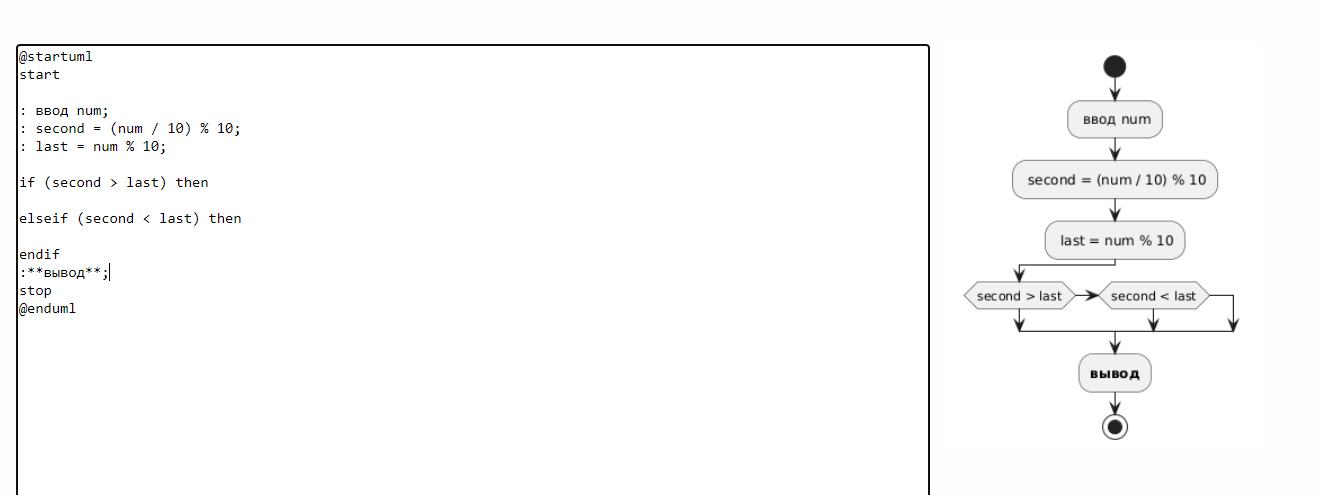 @startuml
start
: ввод num;
: second = (num / 10) % 10;
: last = num % 10;
if (second > last) then
elseif (second < last) then
endif
:**вывод**;
stop
@enduml
ввод num
second = (num / 10) % 10
last = num % 10
second > last
second < last
вывод